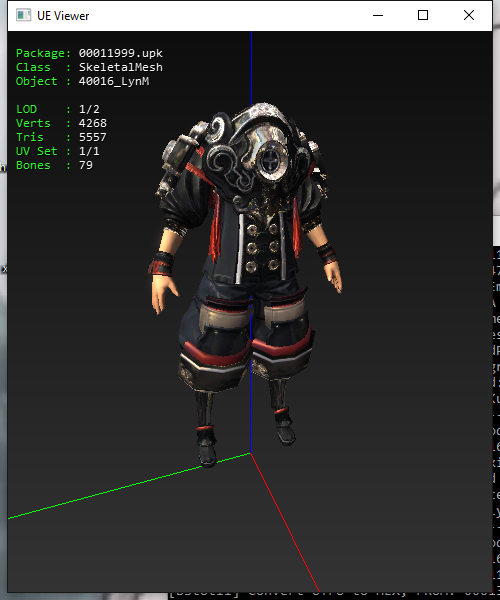 UE Viewer
Package: 00011999.upk
Class : SkeletalMesh
Object : 40016_LynM
LOD : 1/2
Verts : 4268
Tris : 5557
UV Set : 1/1
Bones : 79